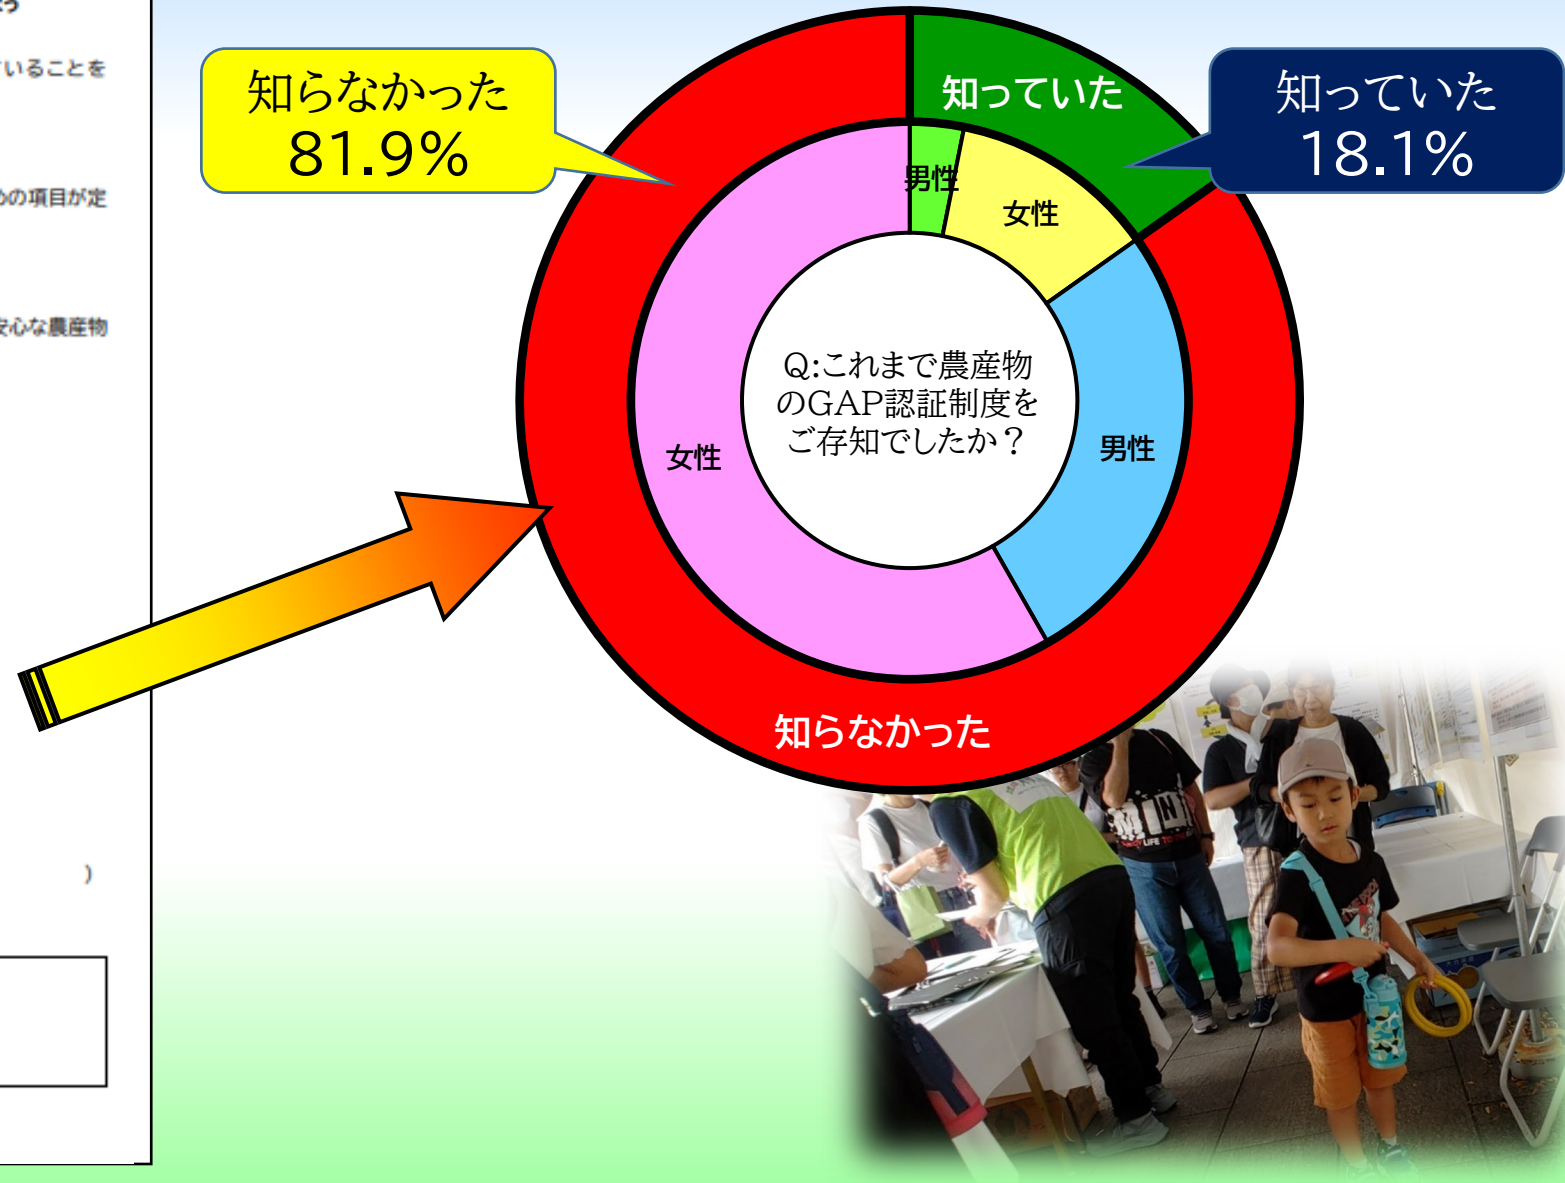 いることを
めの項目が定
安心な農産物
)
知らなかった
81.9%
知っていた
知っていた
18.1%
男性
女性
Q:これまで農産物
のGAP認証制度を
ご存知でしたか？
女性
男性
知らなかった
LIFE